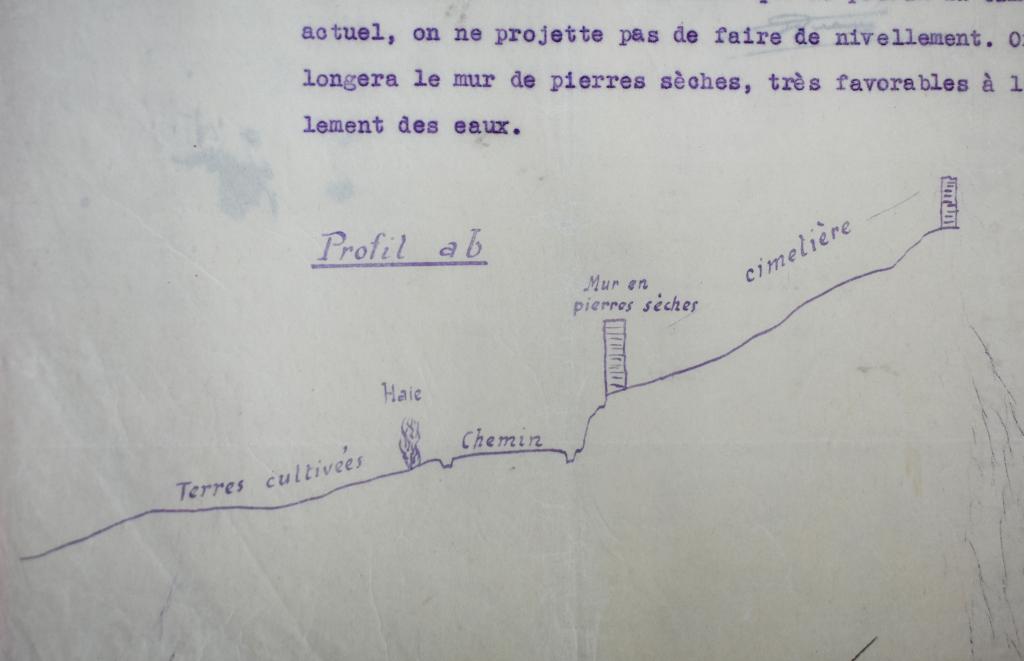 actuel, on ne projette pas de faire de nivellement. O
longera le mur de pierres sèches, très favorables à l
lement des eaux.
Profil ab
cimelière
Mur en
pierres sèches
Haie
Chemin
Terres cultivées